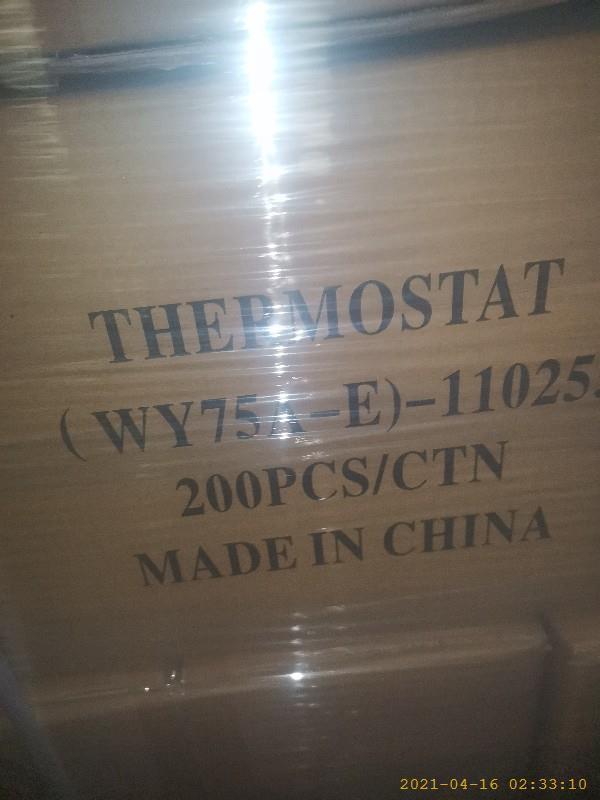 THERMOSTAT
(WY75A-E)-11025
200PCS/CTN
MADE IN CHINA
2021-04-16 02:33:10